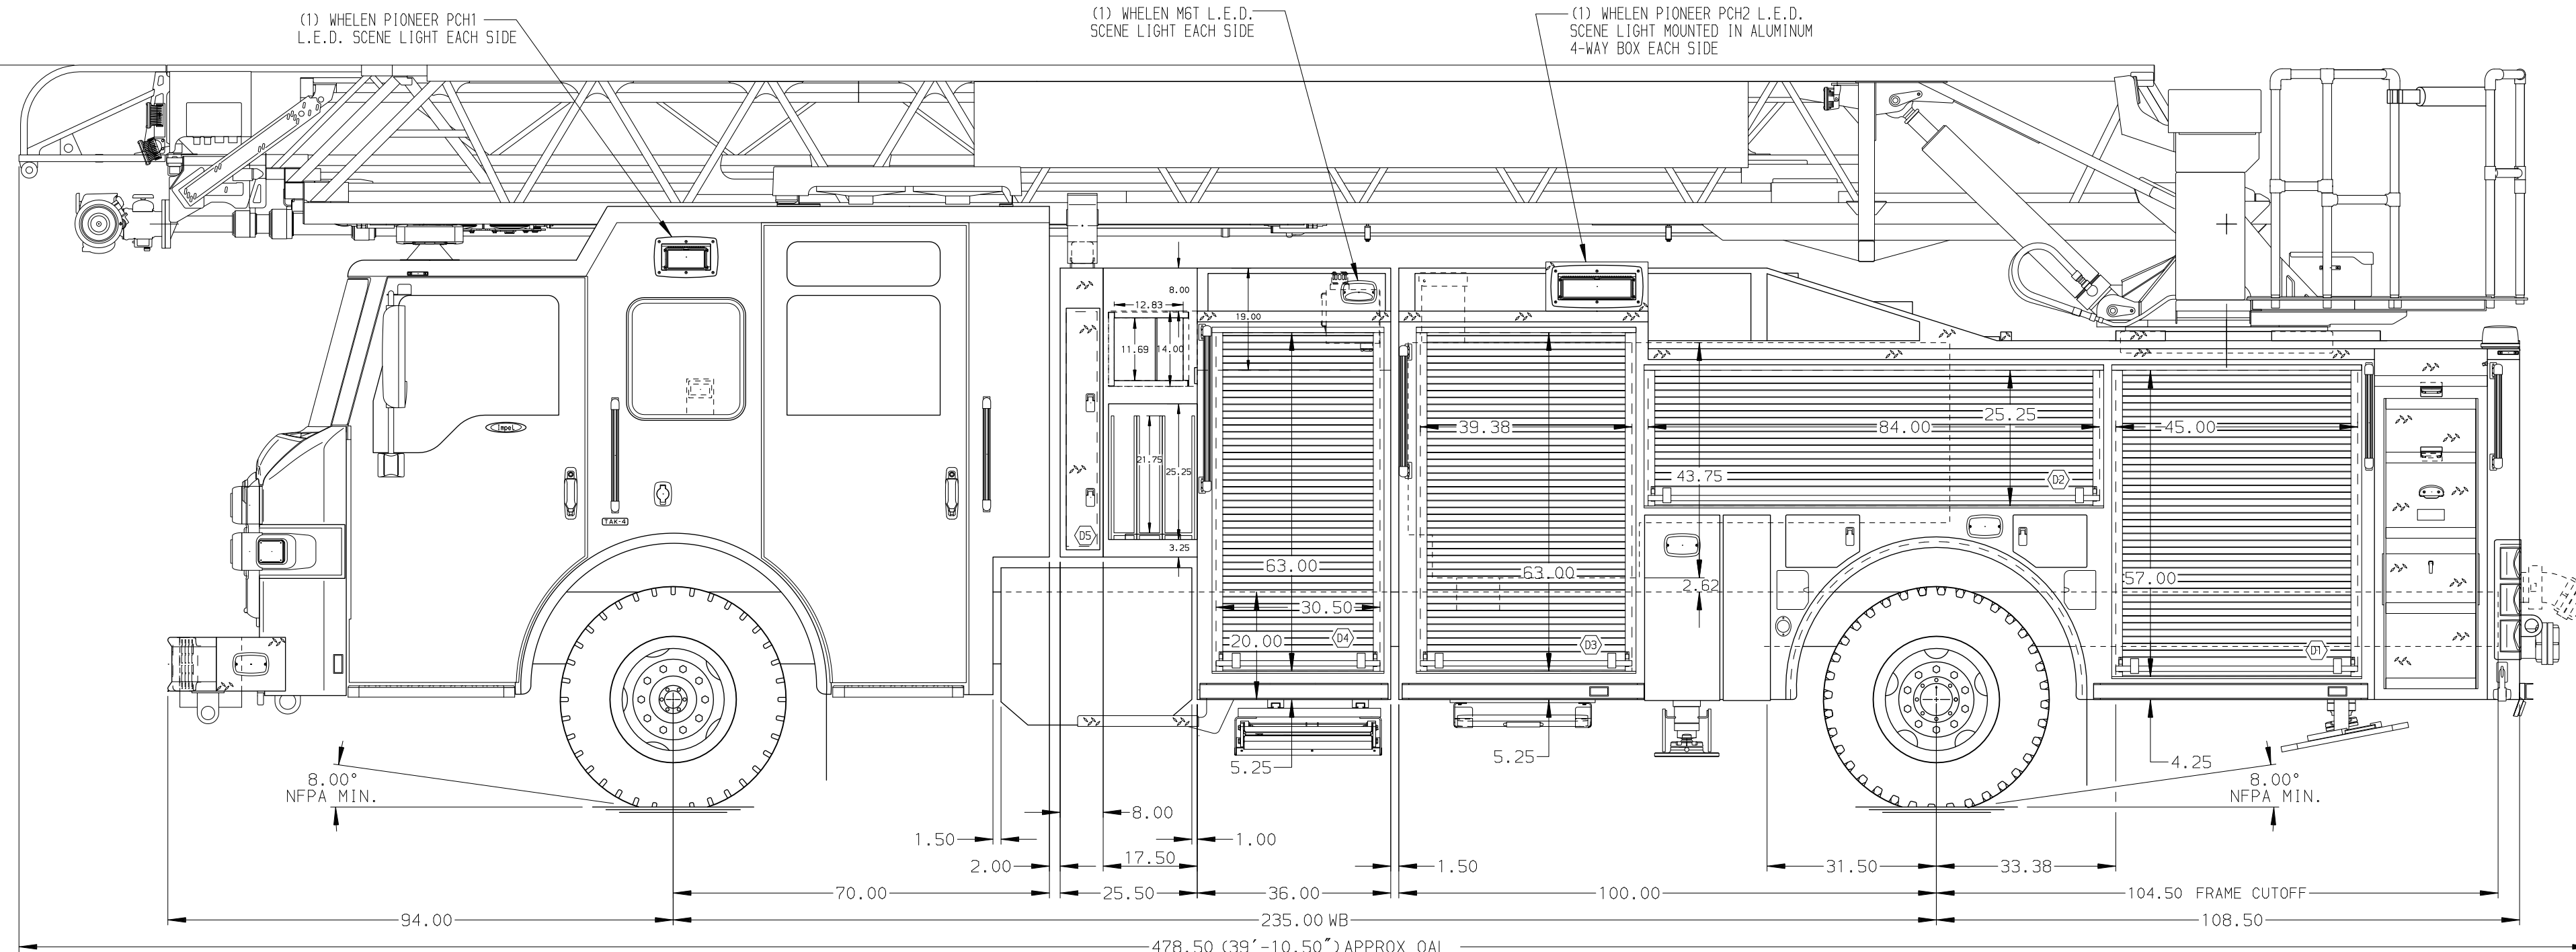 (1) WHELEN PIONEER PCH1
L.E.D. SCENE LIGHT EACH SIDE
(1) WHELEN M6T L.E.D.
SCENE LIGHT EACH SIDE
(1) WHELEN PIONEER PCH2 L.E.D.
SCENE LIGHT MOUNTED IN ALUMINUM
4-WAY BOX EACH SIDE
8.00
12.83
19.00
11.69
14.00
25.25
39.38
84.00
45.00
Impel
21.75
25.25
43.75
D2
TAK-4
D5
3.25
63.00
63.00
2.62
57.00
30.50
20.00
D4
D3
D1
5.25
5.25
4.25
8.00°
NFPA MIN.
8.00°
NFPA MIN.
8.00
1.50
1.00
2.00
17.50
1.50
31.50
33.38
70.00
25.50
36.00
100.00
104.50 FRAME CUTOFF
94.00
235.00 WB
108.50
478.50 (39'-10.50") APPROX OAL